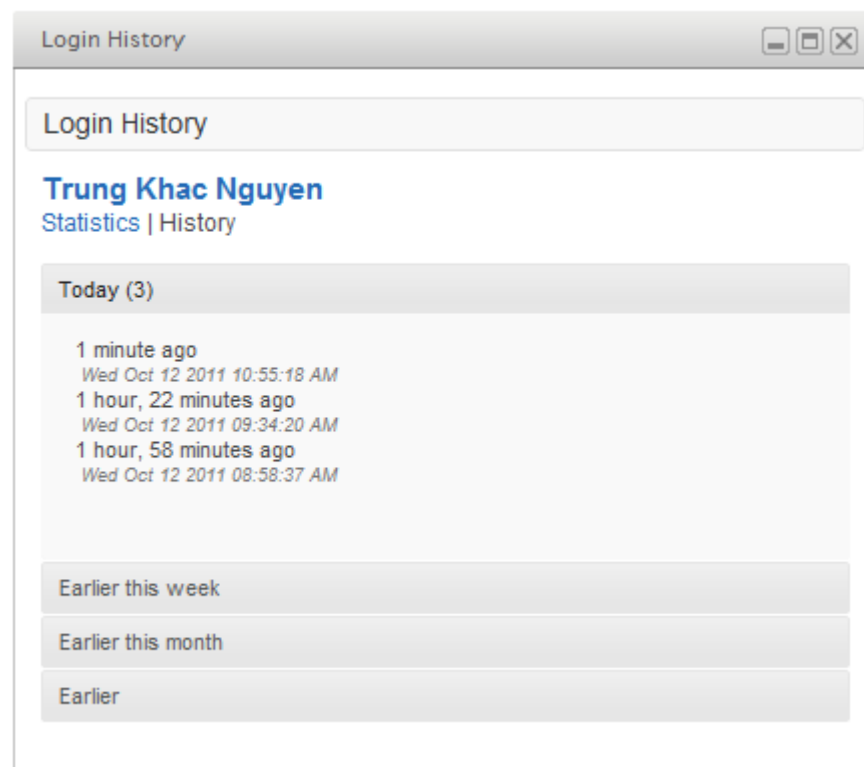 Login History
Login History
Trung Khac Nguyen
Statistics | History
Today (3)
1 minute ago
Wed Oct 12 2011 10:55:18 AM
1 hour, 22 minutes ago
Wed Oct 12 2011 09:34:20 AM
1 hour, 58 minutes ago
Wed Oct 12 2011 08:58:37 AM
Earlier this week
Earlier this month
Earlier